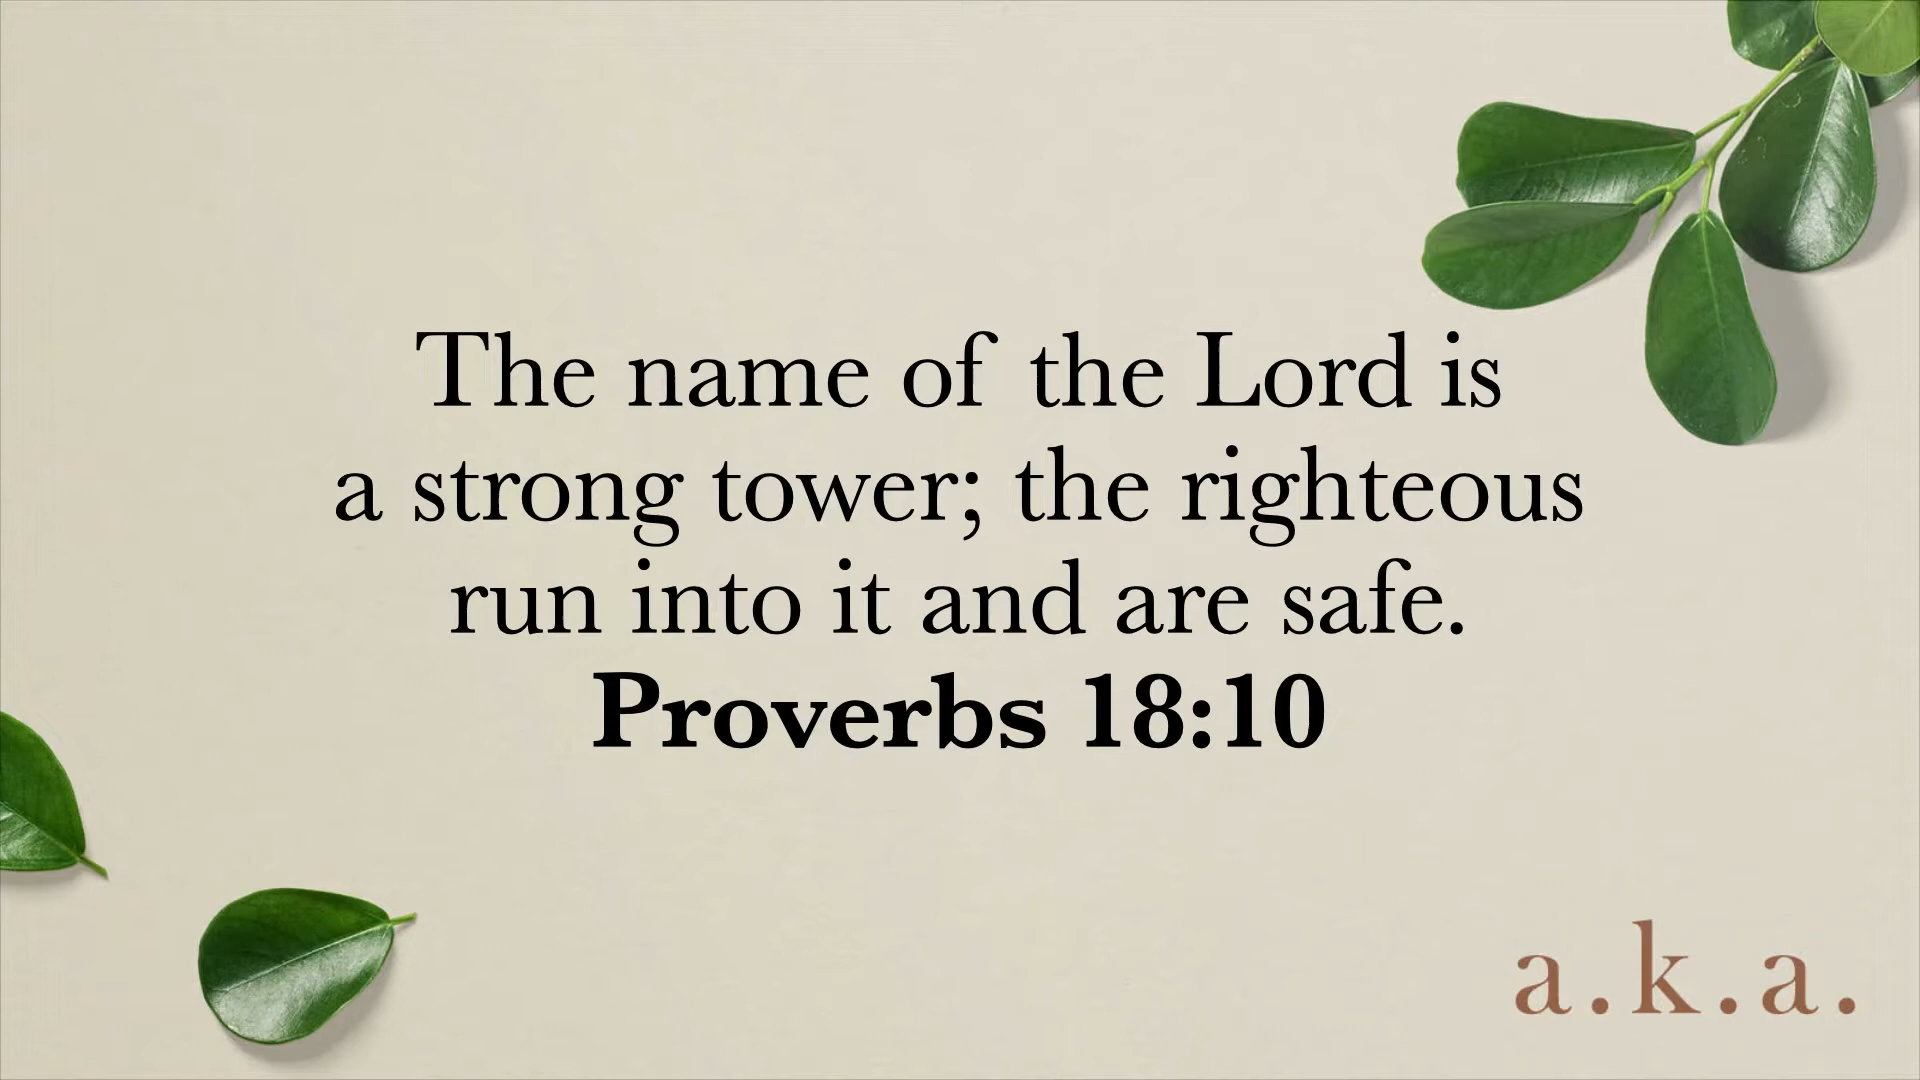 The name of the Lord is
a strong tower; the righteous
run into it and are safe.
Proverbs 18:10
a.k.a.